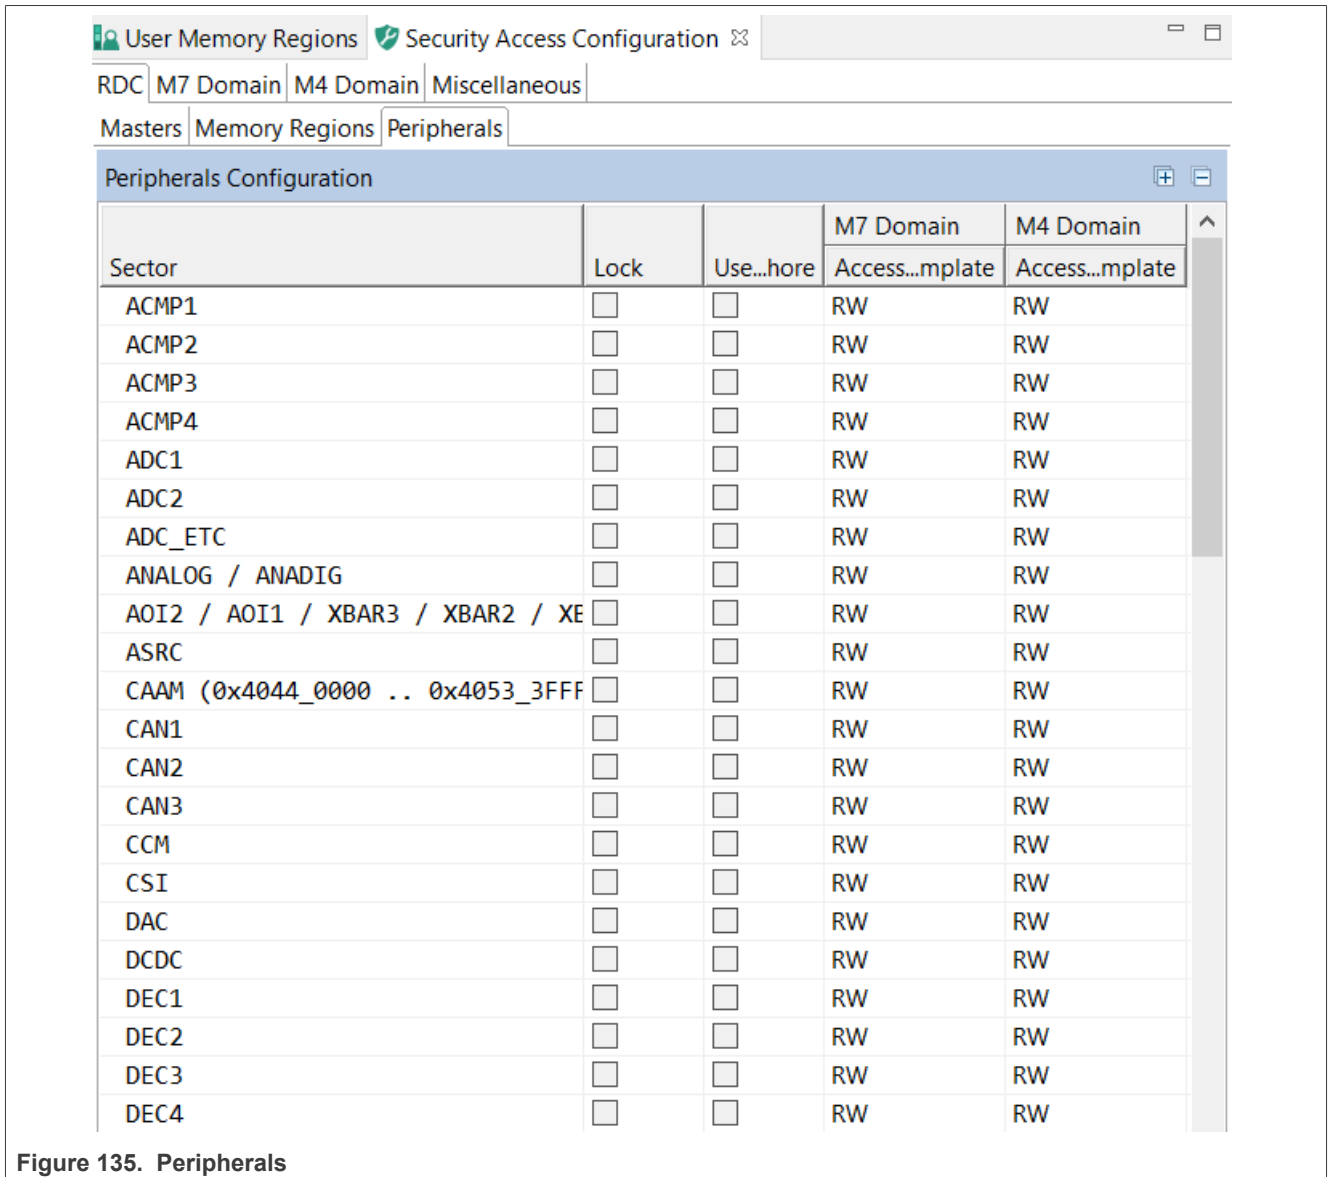 User Memory Regions Security Access Configuration
RDC M7 Domain M4 Domain Miscellaneous
Masters Memory Regions Peripherals
Peripherals Configuration
M7 Domain M4 Domain
Sector Lock Use...hore Access...mplate Access...mplate
ACMP1 RW RW
ACMP2 RW RW
ACMP3 RW RW
ACMP4 RW RW
ADC1 RW RW
ADC2 RW RW
ADC_ETC RW RW
ANALOG / ANADIG RW RW
AOI2 / AOI1 / XBAR3 / XBAR2 / XE RW RW
ASRC RW RW
CAAM (0x4044_0000 .. 0x4053_3FFF RW RW
CAN1 RW RW
CAN2 RW RW
CAN3 RW RW
CCM RW RW
CSI RW RW
DAC RW RW
DCDC RW RW
DEC1 RW RW
DEC2 RW RW
DEC3 RW RW
DEC4 RW RW
Figure 135. Peripherals